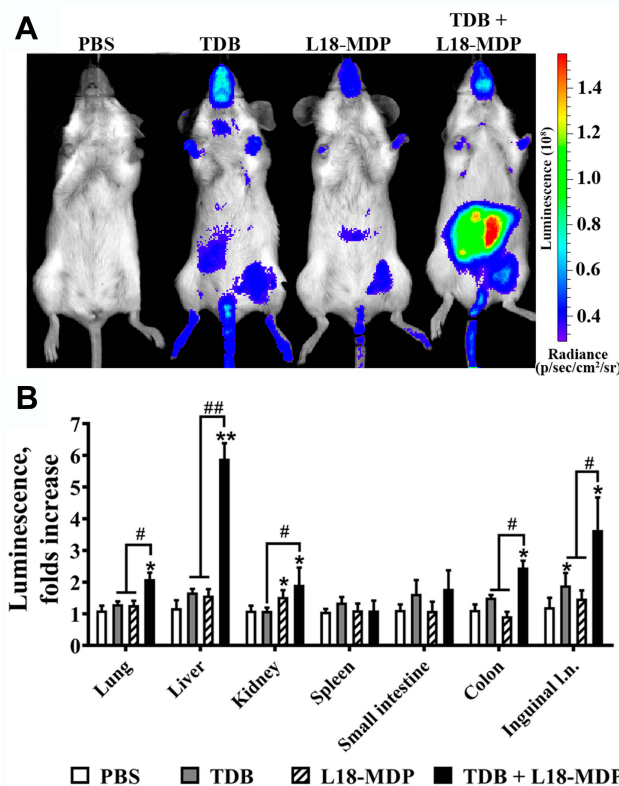 A
PBS
TDB
L18-MDP
TDB +
L18-MDP
1.4
1.2
1.0
0.8
0.6
0.4
Luminescence (10⁸)
Radiance
(p/sec/cm²/sr)
B
Luminescence,
folds increase
7
6
5
4
3
2
1
0
#
*
##
**
#
*
*
#
*
#
*
*
Lung
Liver
Kidney
Spleen
Small intestine
Colon
Inguinal l.n.
PBS
TDB
L18-MDP
TDB + L18-MDP